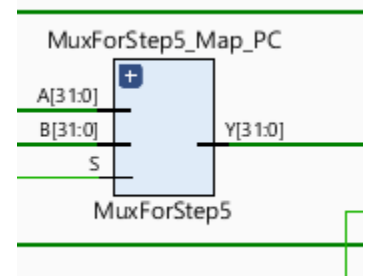 MuxForStep5_Map_PC
+
A[31:0]
B[31:0] Y[31:0]
S
MuxForStep5